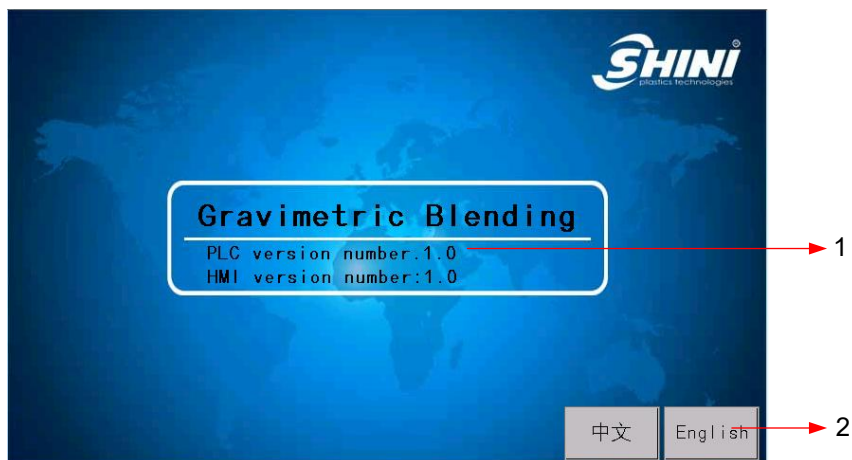 SHINI®
plastics technologies
Gravimetric Blending
PLC version number.1.0
HMI version number:1.0
1
中文 English 2